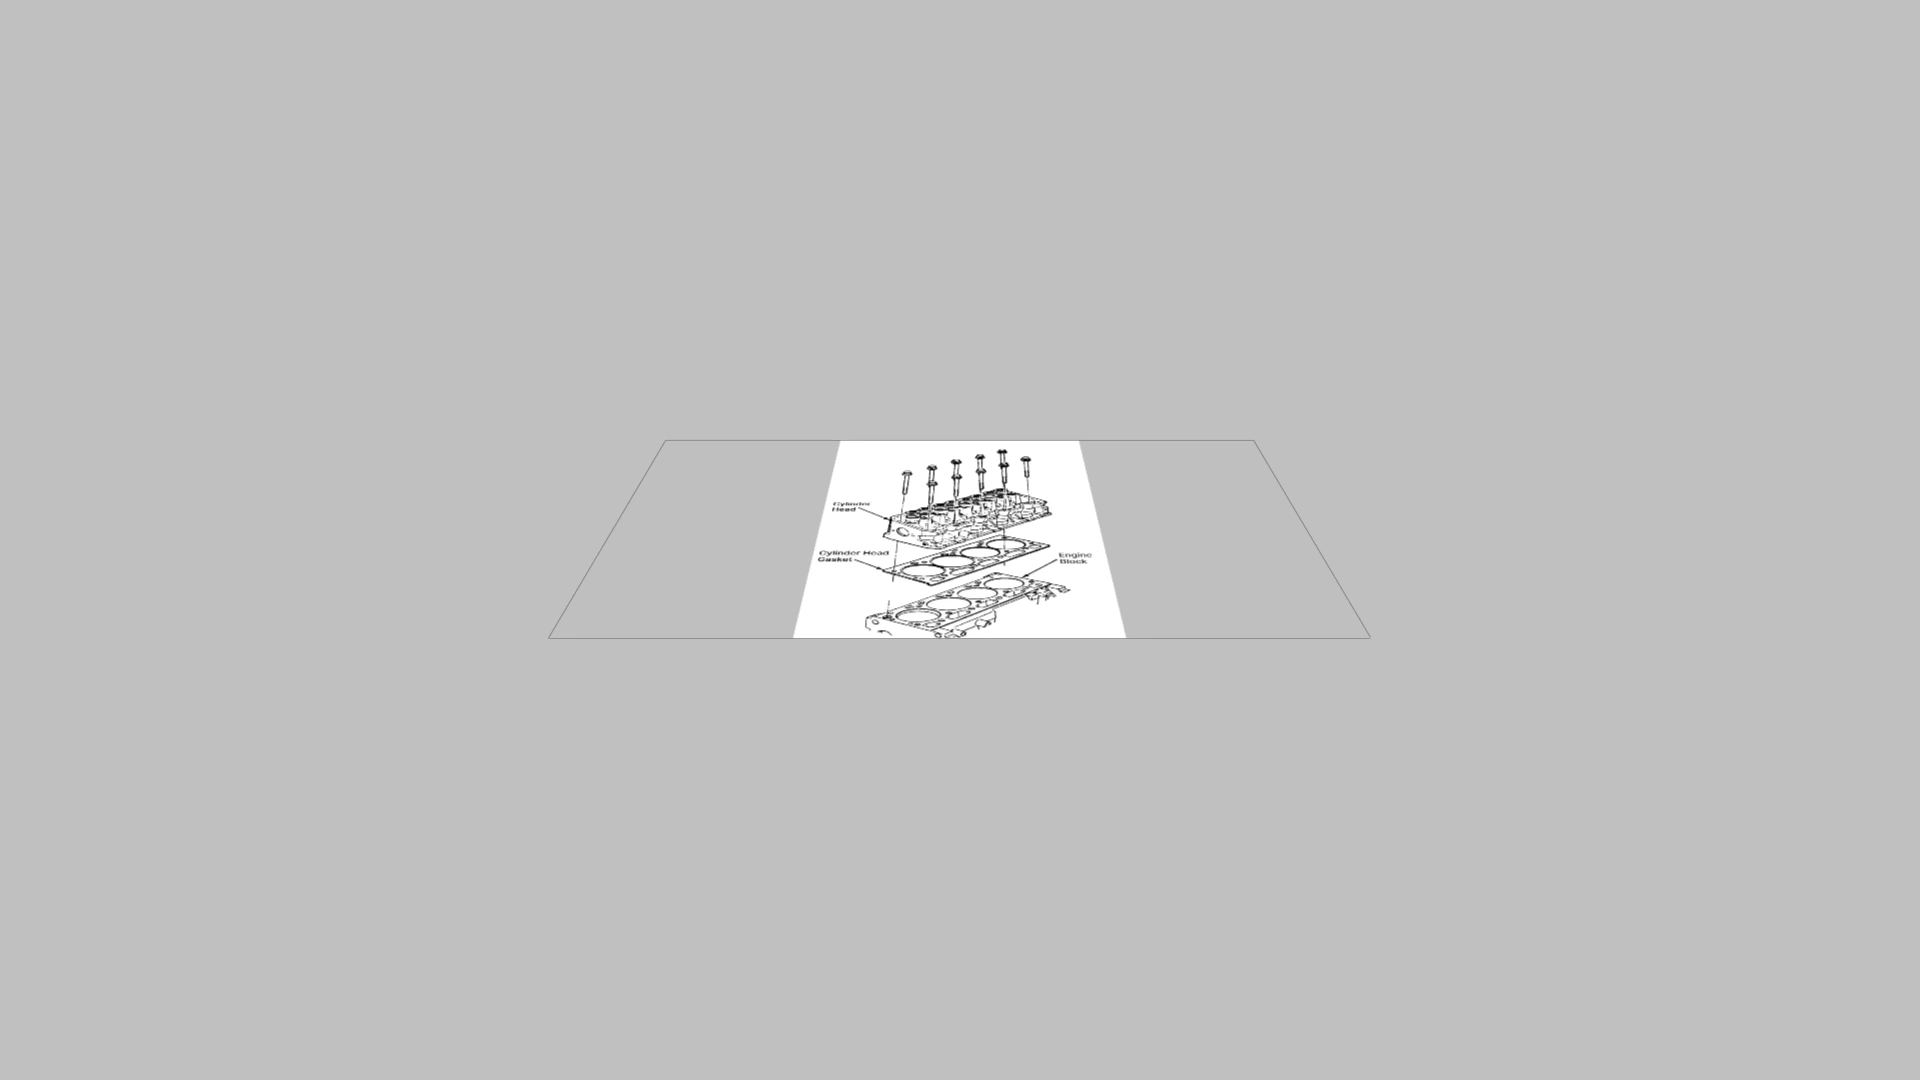 Cylinder
Head
Cylinder Head
Gasket
Engine
Block